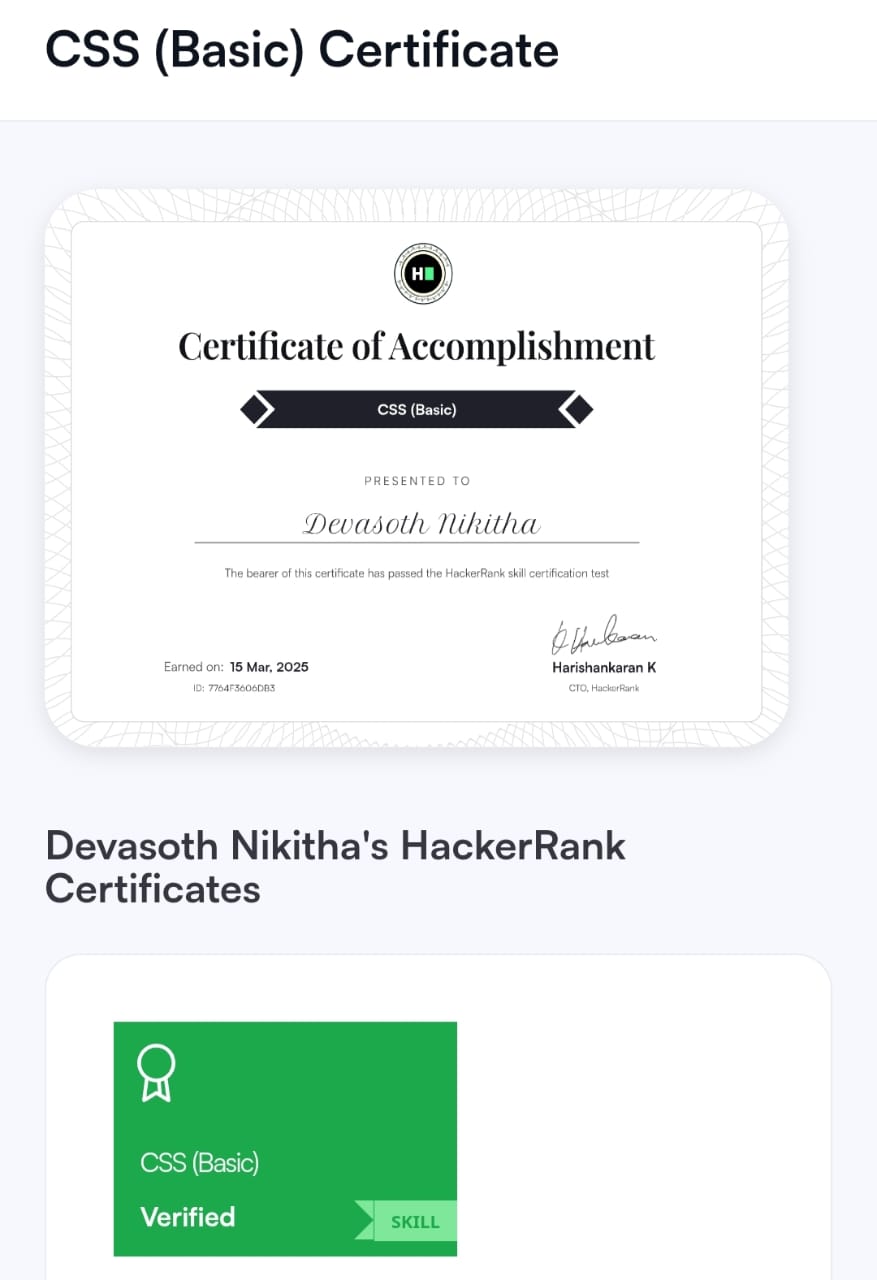 CSS (Basic) Certificate
H
Certificate of Accomplishment
CSS (Basic)
PRESENTED TO
Devasoth Nikitha
The bearer of this certificate has passed the HackerRank skill certification test
Earned on: 15 Mar, 2025
ID: 7764F3606DB3
Harishankaran K
CTO, HackerRank
Devasoth Nikitha's HackerRank
Certificates
CSS (Basic)
Verified
SKILL